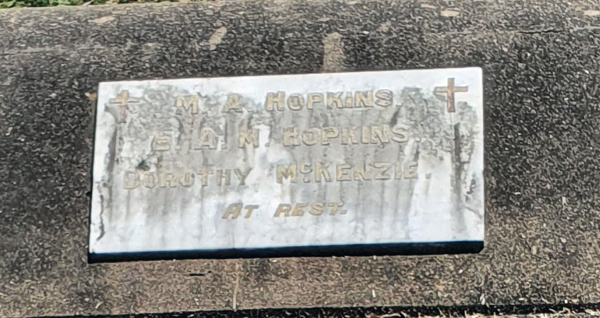 M. A. HOPKINS.
E. A. M. HOPKINS
DOROTHY McKENZIE.
AT REST.